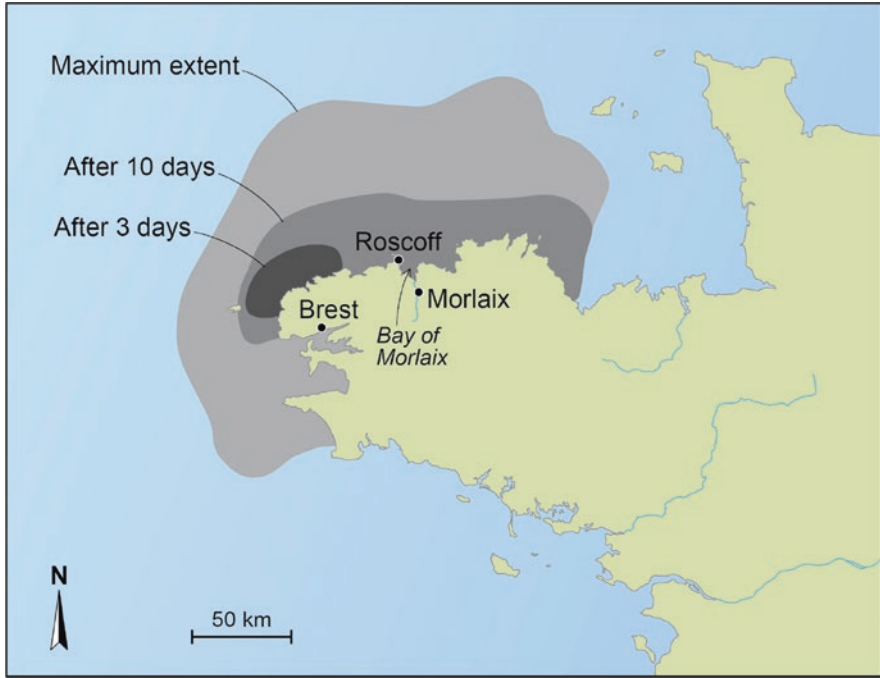 Maximum extent
After 10 days
After 3 days
Roscoff
Brest
Morlaix
Bay of
Morlaix
N
50 km